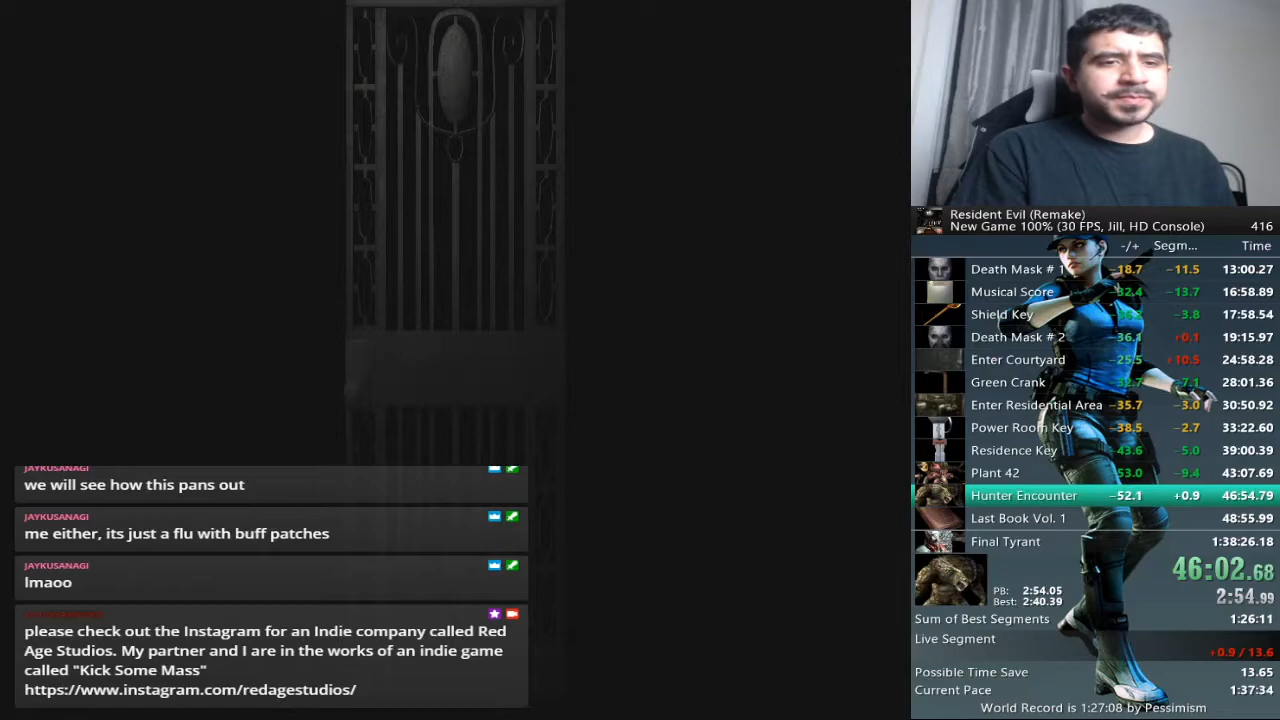 JAYKUSANAGI
we will see how this pans out
JAYKUSANAGI
me either, its just a flu with buff patches
JAYKUSANAGI
lmaoo
please check out the Instagram for an Indie company called Red
Age Studios. My partner and I are in the works of an indie game
called "Kick Some Mass"
https://www.instagram.com/redagestudios/
Resident Evil (Remake)
New Game 100% (30 FPS, Jill, HD Console) 416
-/+ Segm... Time
Death Mask # 1 −18.7 −11.5 13:00.27
Musical Score −32.4 −13.7 16:58.89
Shield Key −3.8 17:58.54
Death Mask # 2 −36.1 +0.1 19:15.97
Enter Courtyard −25.5 +10.5 24:58.28
Green Crank −32.7 −7.1 28:01.36
Enter Residential Area −35.7 −3.0 30:50.92
Power Room Key −38.5 −2.7 33:22.60
Residence Key −43.6 −5.0 39:00.39
Plant 42 −53.0 −9.4 43:07.69
Hunter Encounter −52.1 +0.9 46:54.79
Last Book Vol. 1 48:55.99
Final Tyrant 1:38:26.18
46:02.68
PB: 2:54.05
Best: 2:40.39
2:54.99
Sum of Best Segments 1:26:11
Live Segment
+0.9 / 13.6
Possible Time Save 13.65
Current Pace 1:37:34
World Record is 1:27:08 by Pessimism